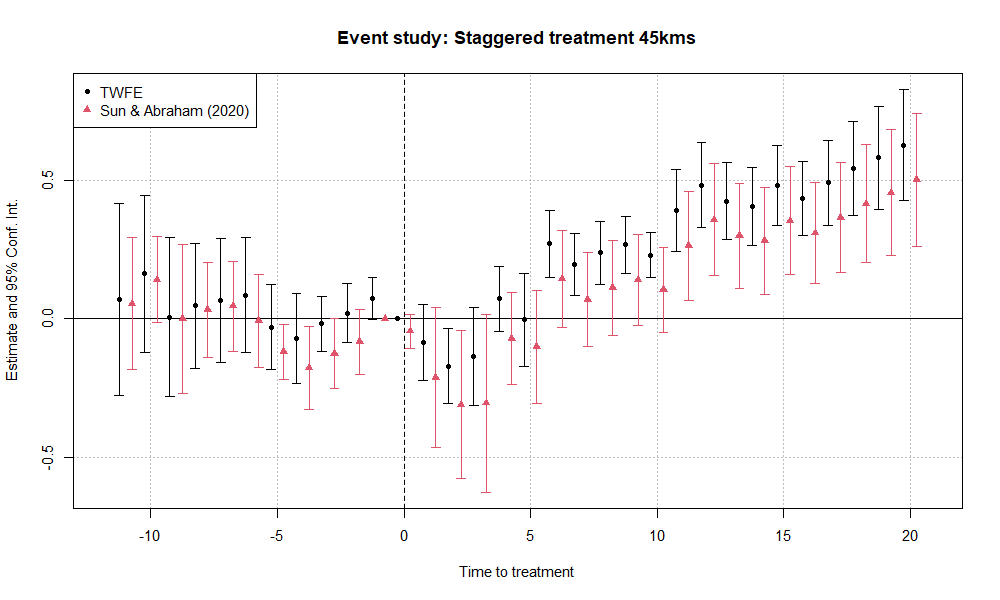 Event study: Staggered treatment 45kms
TWFE
Sun & Abraham (2020)
Estimate and 95% Conf. Int.
0.5
0.0
-0.5
-10
-5
0
5
10
15
20
Time to treatment